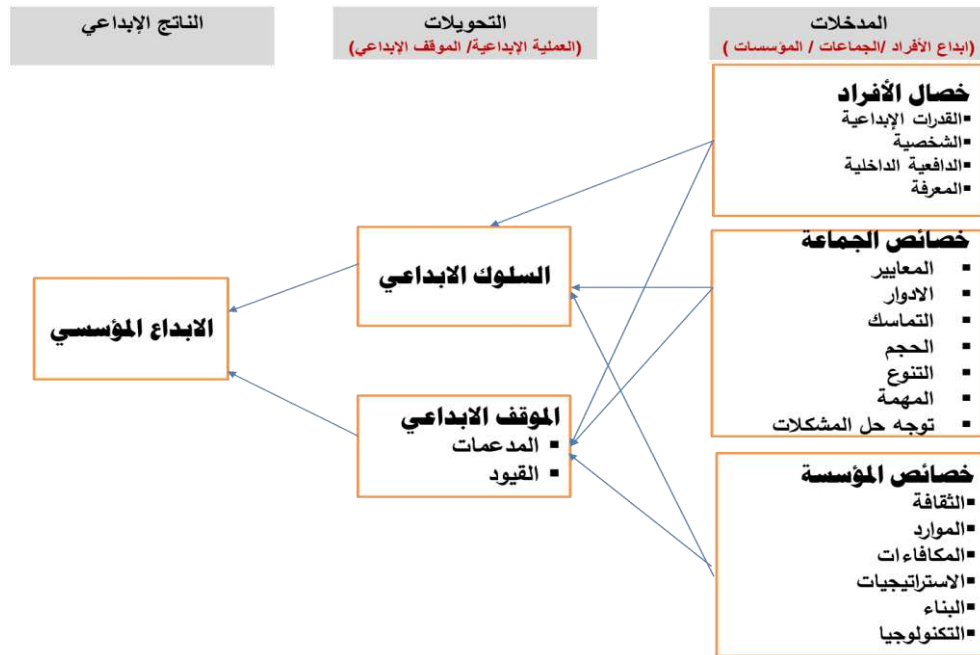 المدخلات
(ابداع الأفراد /الجماعات / المؤسسات )
التحويلات
(العملية الإبداعية/ الموقف الإبداعي)
الناتج الإبداعي
خصال الأفراد
▪القدرات الإبداعية
▪الشخصية
▪الدافعية الداخلية
▪المعرفة
خصائص الجماعة
▪ المعايير
▪ الادوار
▪ التماسك
▪ الحجم
▪ التنوع
▪ المهمة
▪ توجه حل المشكلات
خصائص المؤسسة
▪الثقافة
▪الموارد
▪المكافاءات
▪الاستراتيجيات
▪البناء
▪التكنولوجيا
السلوك الابداعي
الموقف الابداعي
▪ المدعمات
▪ القيود
الابداع المؤسسي